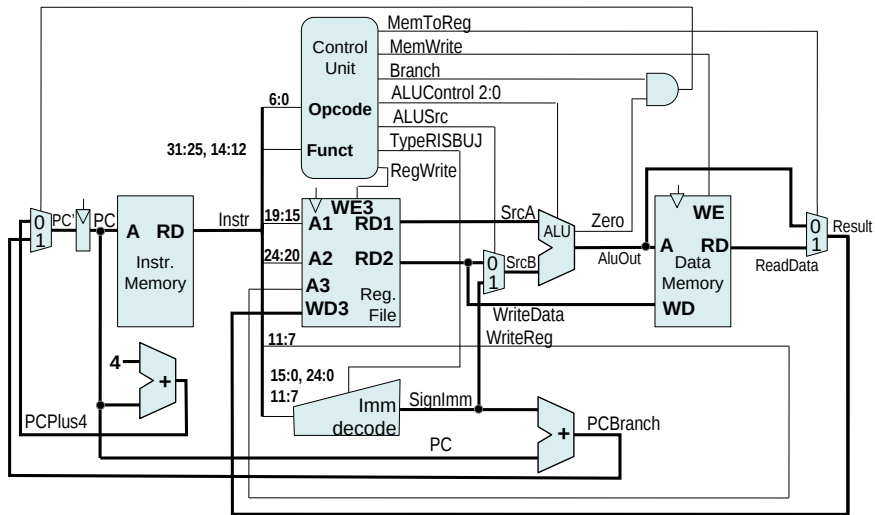 MemToReg
Control
Unit
MemWrite
Branch
6:0
Opcode
ALUControl 2:0
ALUSrc
31:25, 14:12
Funct
TypeRISBUJ
RegWrite
0
1
PC'
PC
A RD
Instr.
Memory
Instr
19:15
WE3
A1 RD1
24:20
A2 RD2
A3
WD3
Reg.
File
SrcA
0
1
SrcB
ALU
Zero
AluOut
WE
A RD
Data
Memory
WD
ReadData
0
1
Result
WriteData
WriteReg
11:7
4
+
PCPlus4
15:0, 24:0
11:7
Imm
decode
SignImm
+
PCBranch
PC